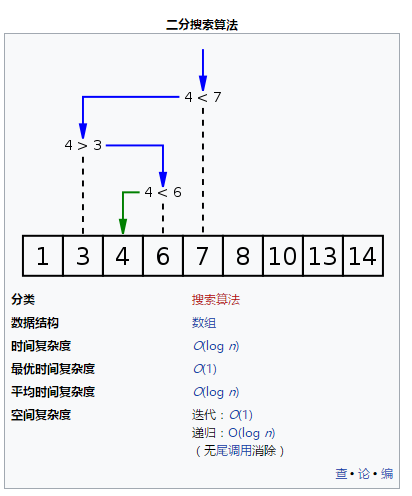 二分搜索算法
4 < 7
4 > 3
4 < 6
1 3 4 6 7 8 10 13 14
分类 搜索算法
数据结构 数组
时间复杂度 O(log n)
最优时间复杂度 O(1)
平均时间复杂度 O(log n)
空间复杂度 迭代：O(1)
递归：O(log n)
（无尾调用消除）
查 • 论 • 编